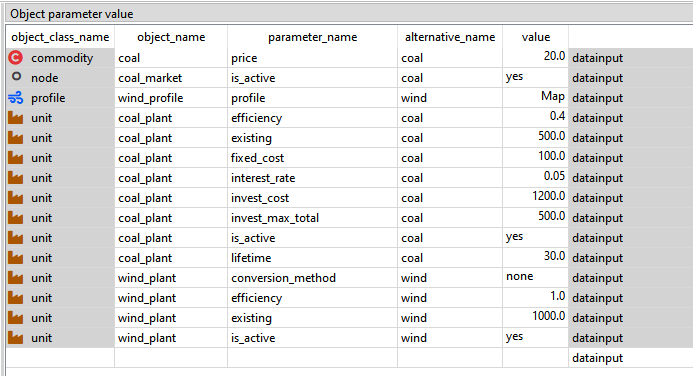 Object parameter value
object_class_name object_name parameter_name alternative_name value
C commodity coal price coal 20.0 datainput
node coal_market is_active coal yes datainput
profile wind_profile profile wind Map datainput
unit coal_plant efficiency coal 0.4 datainput
unit coal_plant existing coal 500.0 datainput
unit coal_plant fixed_cost coal 100.0 datainput
unit coal_plant interest_rate coal 0.05 datainput
unit coal_plant invest_cost coal 1200.0 datainput
unit coal_plant invest_max_total coal 500.0 datainput
unit coal_plant is_active coal yes datainput
unit coal_plant lifetime coal 30.0 datainput
unit wind_plant conversion_method wind none datainput
unit wind_plant efficiency wind 1.0 datainput
unit wind_plant existing wind 1000.0 datainput
unit wind_plant is_active wind yes datainput
datainput